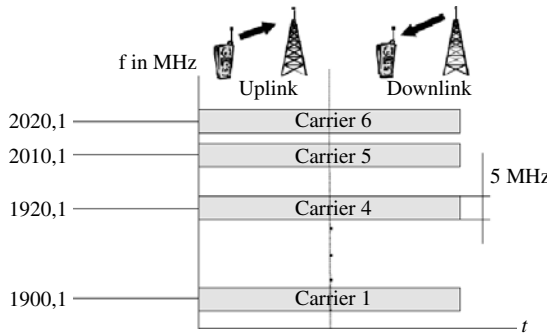 f in MHz
Uplink
Downlink
2020,1
Carrier 6
2010,1
Carrier 5
5 MHz
1920,1
Carrier 4
1900,1
Carrier 1
t